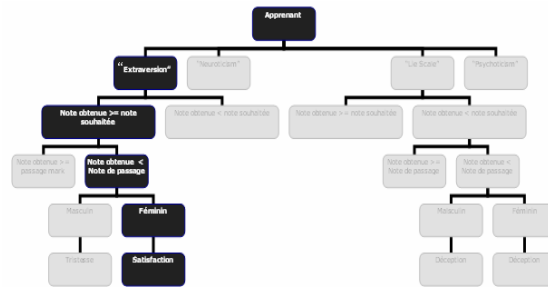 Apprenant
“Extraversion”
“Neuroticism”
“Lie Scale”
“Psychoticism”
Note obtenue >= note
souhaitée
Note obtenue < note souhaitée
Note obtenue >= note souhaitée
Note obtenue < note souhaitée
Note obtenue >=
passage mark
Note obtenue <
Note de passage
Note obtenue >=
Note de passage
Note obtenue <
Note de passage
Masculin
Féminin
Masculin
Féminin
Tristesse
Satisfaction
Déception
Déception